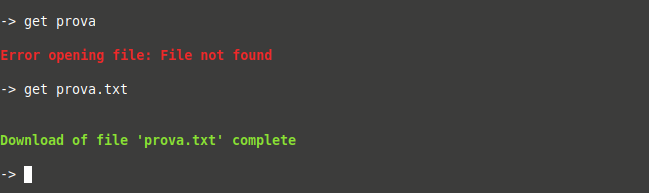 -> get prova
Error opening file: File not found
-> get prova.txt
Download of file 'prova.txt' complete
->